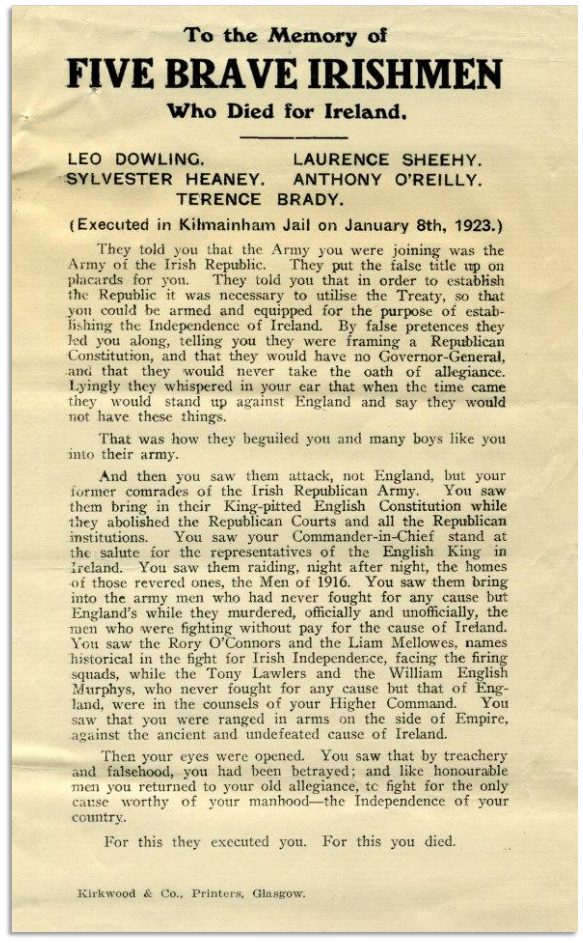 To the Memory of
FIVE BRAVE IRISHMEN
Who Died for Ireland.
LEO DOWLING. LAURENCE SHEEHY.
SYLVESTER HEANEY. ANTHONY O'REILLY.
TERENCE BRADY.
(Executed in Kilmainham Jail on January 8th, 1923.)
They told you that the Army you were joining was the
Army of the Irish Republic. They put the false title up on
placards for you. They told you that in order to establish
the Republic it was necessary to utilise the Treaty, so that
you could be armed and equipped for the purpose of estab-
lishing the Independence of Ireland. By false pretences they
led you along, telling you they were framing a Republican
Constitution, and that they would have no Governor-General,
and that they would never take the oath of allegiance.
Lyingly they whispered in your ear that when the time came
they would stand up against England and say they would
not have these things.
That was how they beguiled you and many boys like you
into their army.
And then you saw them attack, not England, but your
former comrades of the Irish Republican Army. You saw
them bring in their King-pitted English Constitution while
they abolished the Republican Courts and all the Republican
institutions. You saw your Commander-in-Chief stand at
the salute for the representatives of the English King in
Ireland. You saw them raiding, night after night, the homes
of those revered ones, the Men of 1916. You saw them bring
into the army men who had never fought for any cause but
England's while they murdered, officially and unofficially, the
men who were fighting without pay for the cause of Ireland.
You saw the Rory O'Connors and the Liam Mellowes, names
historical in the fight for Irish Independence, facing the firing
squads, while the Tony Lawlers and the William English
Murphys, who never fought for any cause but that of Eng-
land, were in the counsels of your Higher Command. You
saw that you were ranged in arms on the side of Empire,
against the ancient and undefeated cause of Ireland.
Then your eyes were opened. You saw that by treachery
and falsehood, you had been betrayed; and like honourable
men you returned to your old allegiance, to fight for the only
cause worthy of your manhood—the Independence of your
country.
For this they executed you. For this you died.
Kirkwood & Co., Printers, Glasgow.